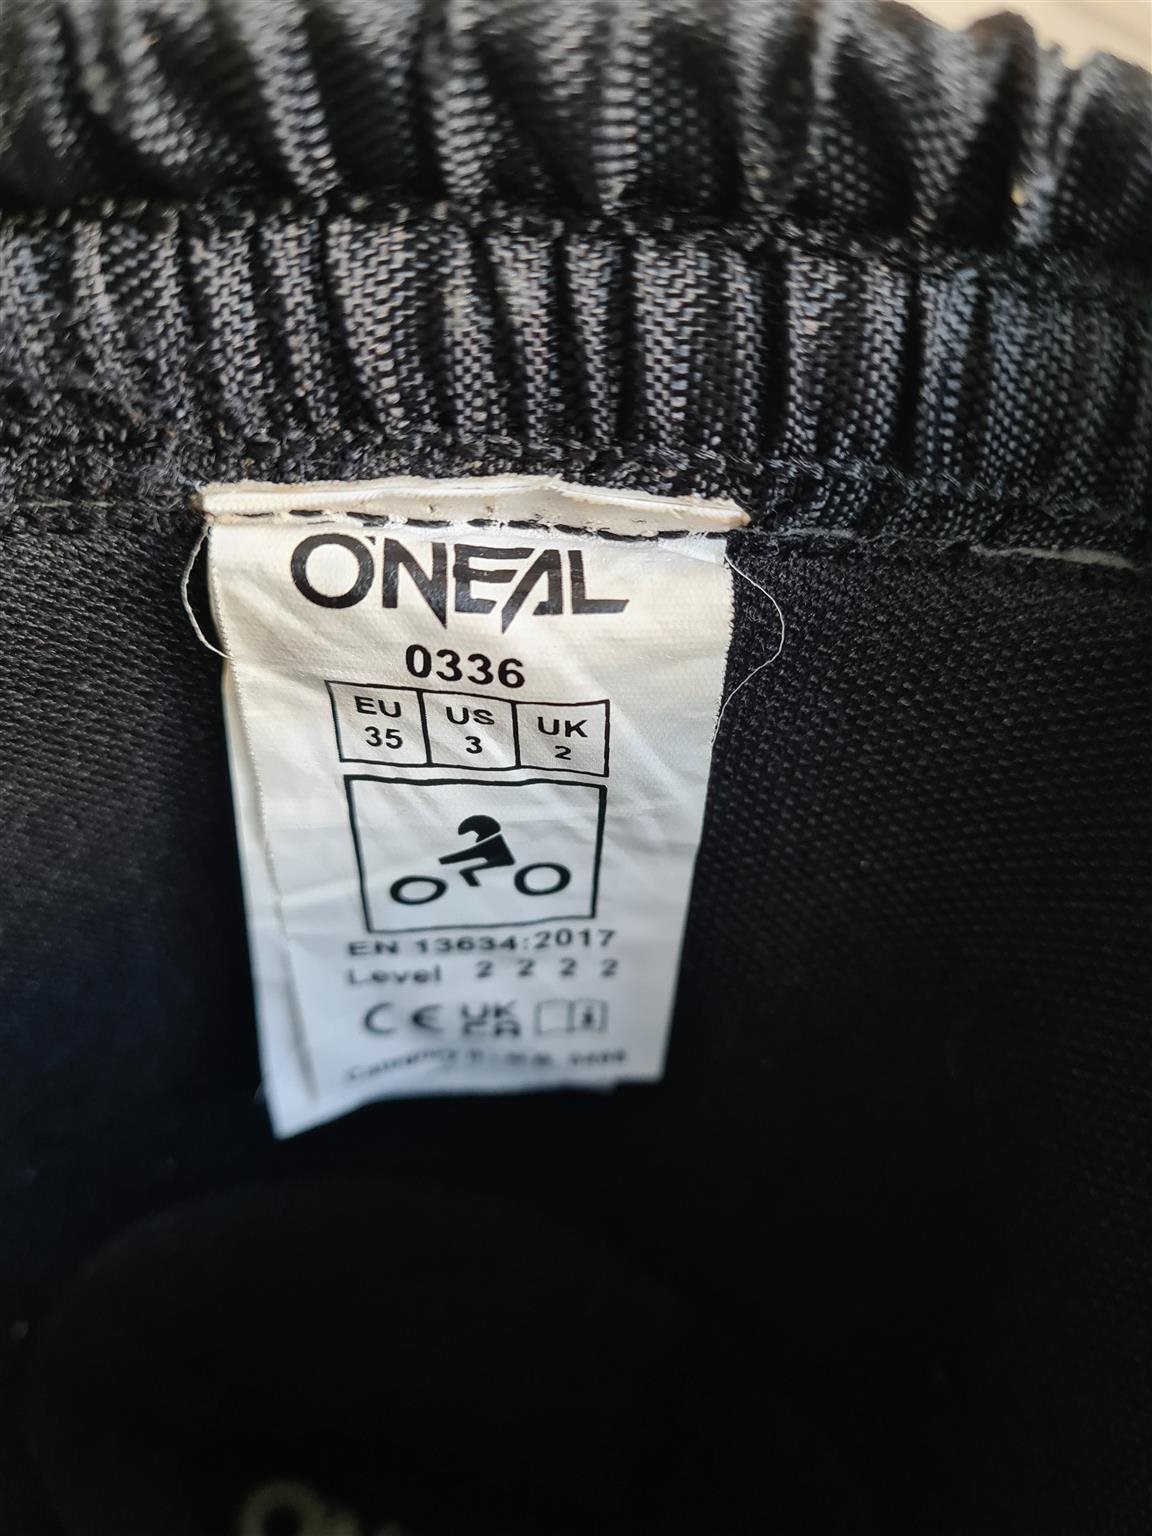 O'NEAL
0336
EU US UK
35 3 2
EN 13634:2017
Level 2 2 2 2
CE UK CA i